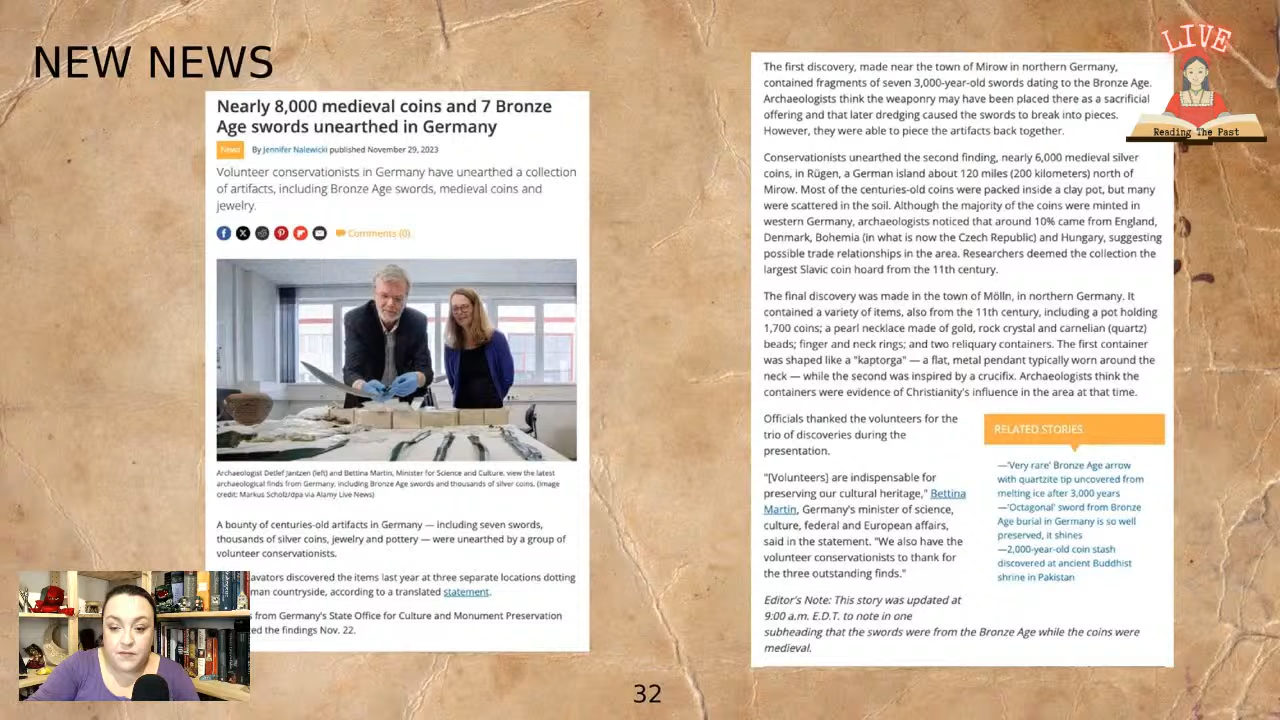 NEW NEWS
Nearly 8,000 medieval coins and 7 Bronze
Age swords unearthed in Germany
News By Jennifer Nalewicki published November 29, 2023
Volunteer conservationists in Germany have unearthed a collection
of artifacts, including Bronze Age swords, medieval coins and
jewelry.
Comments (0)
Archaeologist Detlef Jantzen (left) and Bettina Martin, Minister for Science and Culture, view the latest
archaeological finds from Germany, including Bronze Age swords and thousands of silver coins. (Image
credit: Markus Scholz/dpa via Alamy Live News)
A bounty of centuries-old artifacts in Germany — including seven swords,
thousands of silver coins, jewelry and pottery — were unearthed by a group of
volunteer conservationists.
avators discovered the items last year at three separate locations dotting
man countryside, according to a translated statement.
from Germany's State Office for Culture and Monument Preservation
ed the findings Nov. 22.
The first discovery, made near the town of Mirow in northern Germany,
contained fragments of seven 3,000-year-old swords dating to the Bronze Age.
Archaeologists think the weaponry may have been placed there as a sacrificial
offering and that later dredging caused the swords to break into pieces.
However, they were able to piece the artifacts back together.
Conservationists unearthed the second finding, nearly 6,000 medieval silver
coins, in Rügen, a German island about 120 miles (200 kilometers) north of
Mirow. Most of the centuries-old coins were packed inside a clay pot, but many
were scattered in the soil. Although the majority of the coins were minted in
western Germany, archaeologists noticed that around 10% came from England,
Denmark, Bohemia (in what is now the Czech Republic) and Hungary, suggesting
possible trade relationships in the area. Researchers deemed the collection the
largest Slavic coin hoard from the 11th century.
The final discovery was made in the town of Mölln, in northern Germany. It
contained a variety of items, also from the 11th century, including a pot holding
1,700 coins; a pearl necklace made of gold, rock crystal and carnelian (quartz)
beads; finger and neck rings; and two reliquary containers. The first container
was shaped like a "kaptorga" — a flat, metal pendant typically worn around the
neck — while the second was inspired by a crucifix. Archaeologists think the
containers were evidence of Christianity's influence in the area at that time.
Officials thanked the volunteers for the
trio of discoveries during the
presentation.
"[Volunteers] are indispensable for
preserving our cultural heritage," Bettina
Martin, Germany's minister of science,
culture, federal and European affairs,
said in the statement. "We also have the
volunteer conservationists to thank for
the three outstanding finds."
RELATED STORIES
—'Very rare' Bronze Age arrow
with quartzite tip uncovered from
melting ice after 3,000 years
—'Octagonal' sword from Bronze
Age burial in Germany is so well
preserved, it shines
—2,000-year-old coin stash
discovered at ancient Buddhist
shrine in Pakistan
Editor's Note: This story was updated at
9:00 a.m. E.D.T. to note in one
subheading that the swords were from the Bronze Age while the coins were
medieval.
LIVE
Reading The Past
32